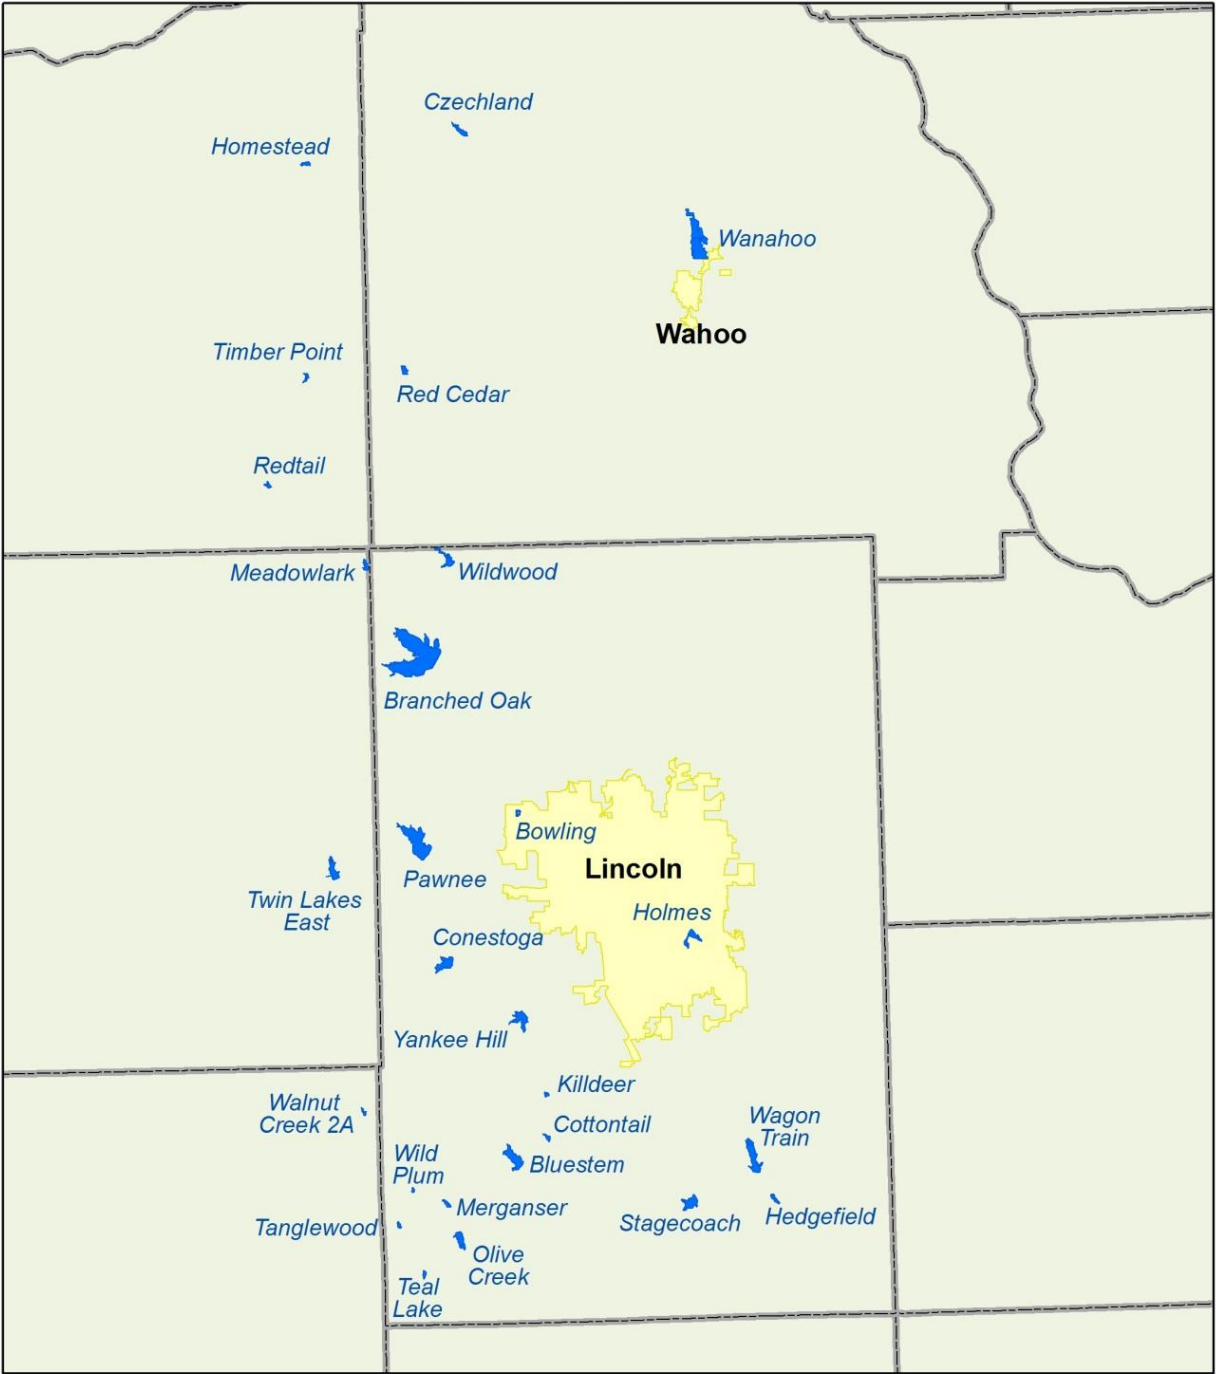 Czechland
Homestead
Wanahoo
Wahoo
Timber Point
Red Cedar
Redtail
Meadowlark
Wildwood
Branched Oak
Bowling
Lincoln
Pawnee
Twin Lakes
East
Holmes
Conestoga
Yankee Hill
Killdeer
Walnut
Creek 2A
Cottontail
Wagon
Train
Wild
Plum
Bluestem
Merganser
Stagecoach
Hedgefield
Tanglewood
Olive
Creek
Teal
Lake